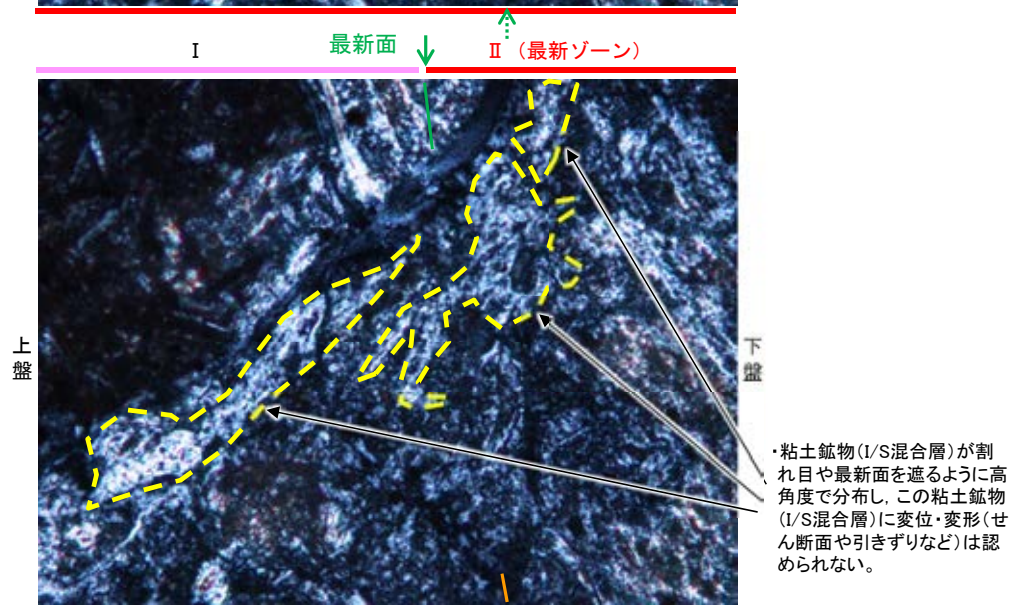 最新面
Ⅰ
Ⅱ（最新ゾーン）
上盤
下盤
・粘土鉱物(I/S混合層)が割
れ目や最新面を遮るように高
角度で分布し，この粘土鉱物
(I/S混合層)に変位・変形(せ
ん断面や引きずりなど)は認
められない。